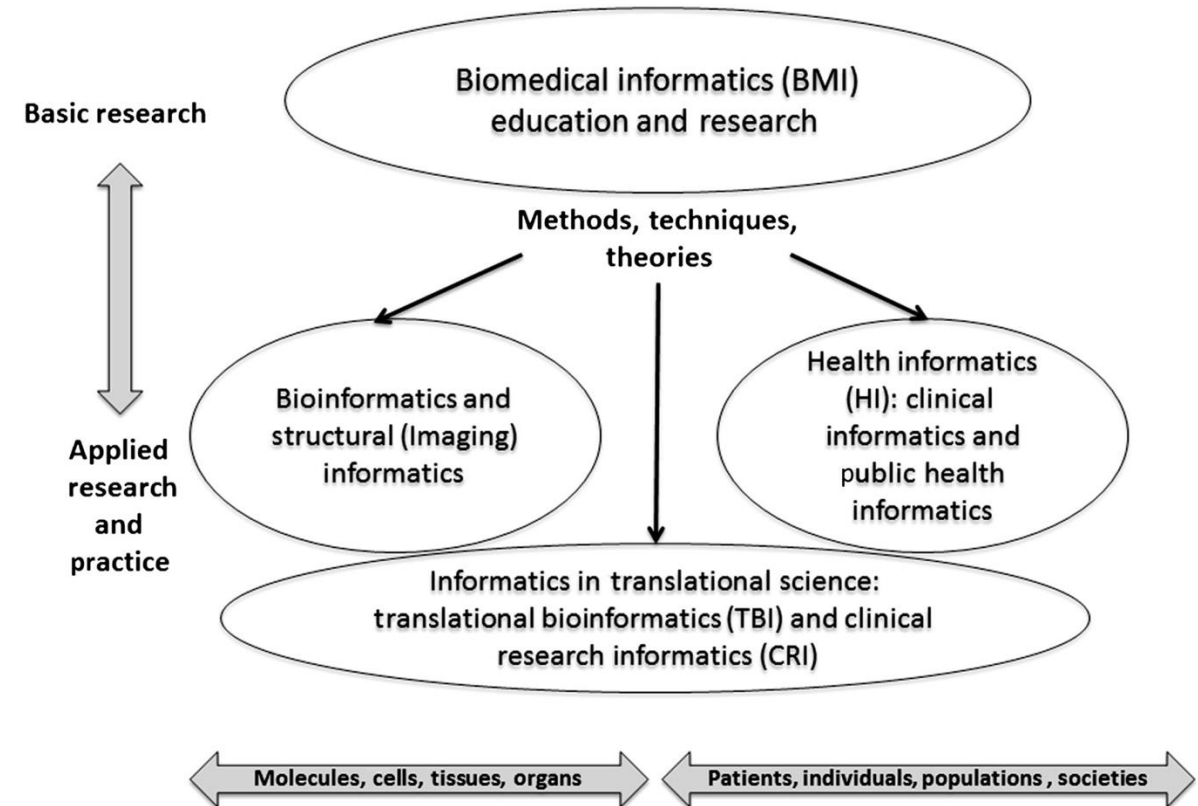 Biomedical informatics (BMI)
education and research
Basic research
Methods, techniques,
theories
Bioinformatics and
structural (Imaging)
informatics
Health informatics
(HI): clinical
informatics and
public health
informatics
Applied
research
and
practice
Informatics in translational science:
translational bioinformatics (TBI) and clinical
research informatics (CRI)
Molecules, cells, tissues, organs
Patients, individuals, populations , societies